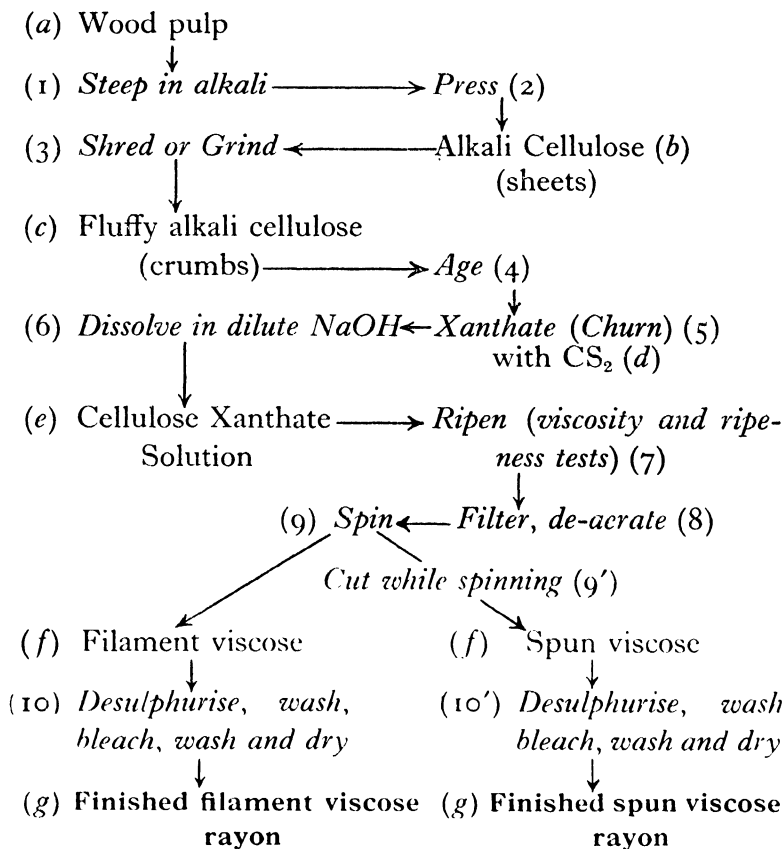 (a) Wood pulp
(1) Steep in alkali Press (2)
(3) Shred or Grind Alkali Cellulose (b)
(sheets)
(c) Fluffy alkali cellulose
(crumbs) Age (4)
(6) Dissolve in dilute NaOH Xanthate (Churn) (5)
with CS₂ (d)
(e) Cellulose Xanthate Ripen (viscosity and ripe-
Solution ness tests) (7)
(9) Spin Filter, de-acrate (8)
Cut while spinning (9')
(f) Filament viscose (f) Spun viscose
(10) Desulphurise, wash, (10') Desulphurise, wash
bleach, wash and dry bleach, wash and dry
(g) Finished filament viscose (g) Finished spun viscose
rayon rayon